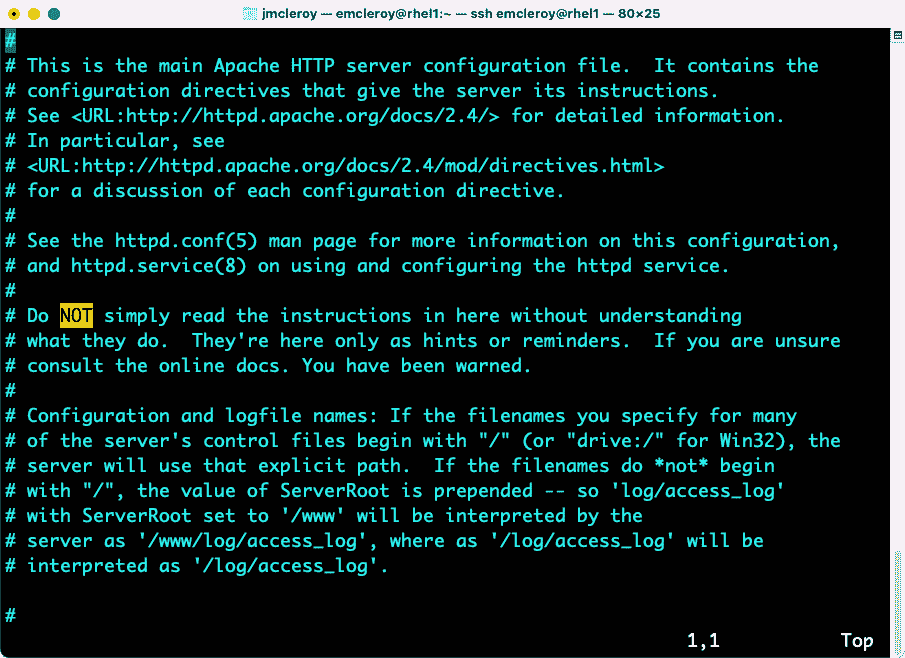 jmcleroy — emcleroy@rhel1:~ — ssh emcleroy@rhel1 — 80×25
#
# This is the main Apache HTTP server configuration file.  It contains the
# configuration directives that give the server its instructions.
# See <URL:http://httpd.apache.org/docs/2.4/> for detailed information.
# In particular, see
# <URL:http://httpd.apache.org/docs/2.4/mod/directives.html>
# for a discussion of each configuration directive.
#
# See the httpd.conf(5) man page for more information on this configuration,
# and httpd.service(8) on using and configuring the httpd service.
#
# Do NOT simply read the instructions in here without understanding
# what they do.  They're here only as hints or reminders.  If you are unsure
# consult the online docs. You have been warned.
#
# Configuration and logfile names: If the filenames you specify for many
# of the server's control files begin with "/" (or "drive:/" for Win32), the
# server will use that explicit path.  If the filenames do *not* begin
# with "/", the value of ServerRoot is prepended -- so 'log/access_log'
# with ServerRoot set to '/www' will be interpreted by the
# server as '/www/log/access_log', where as '/log/access_log' will be
# interpreted as '/log/access_log'.
#
1,1 Top